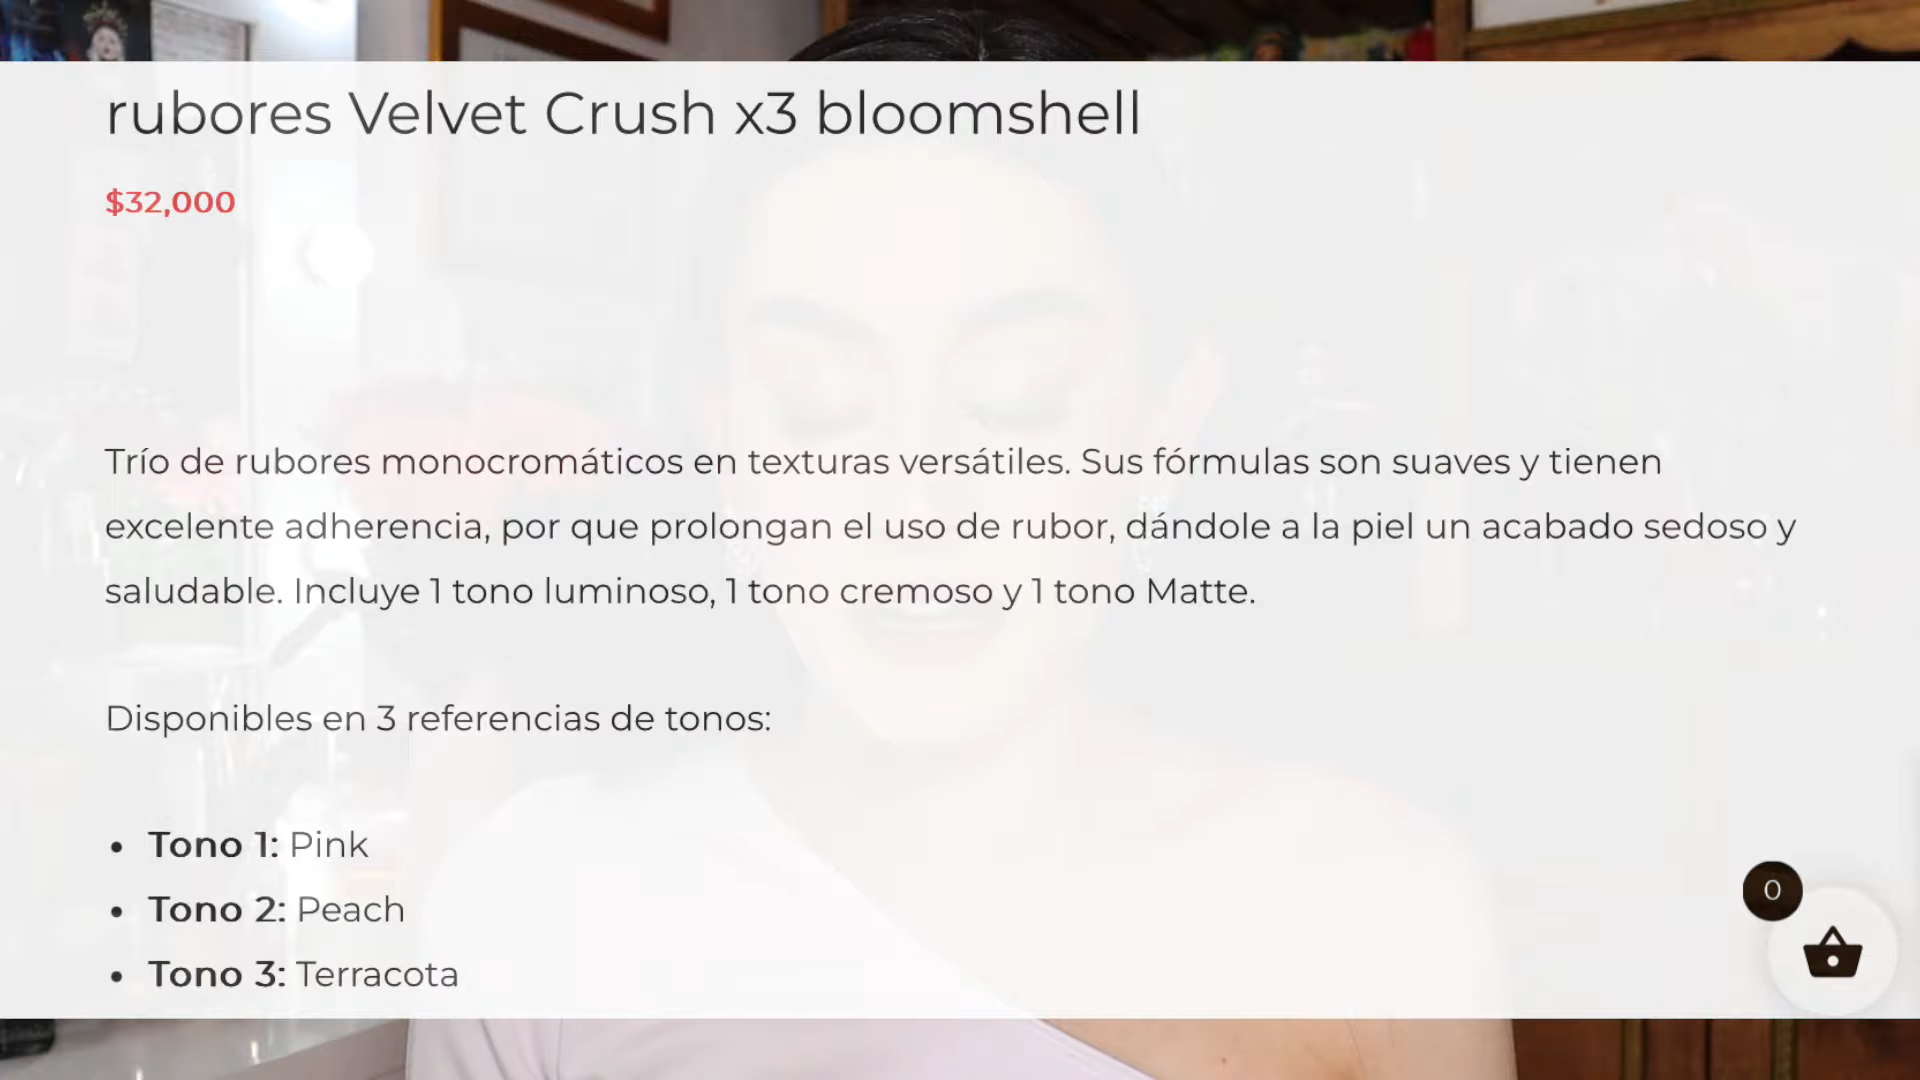 rubores Velvet Crush x3 bloomshell
$32,000
Trío de rubores monocromáticos en texturas versátiles. Sus fórmulas son suaves y tienen
excelente adherencia, por que prolongan el uso de rubor, dándole a la piel un acabado sedoso y
saludable. Incluye 1 tono luminoso, 1 tono cremoso y 1 tono Matte.
Disponibles en 3 referencias de tonos:
• Tono 1: Pink
• Tono 2: Peach
• Tono 3: Terracota
0